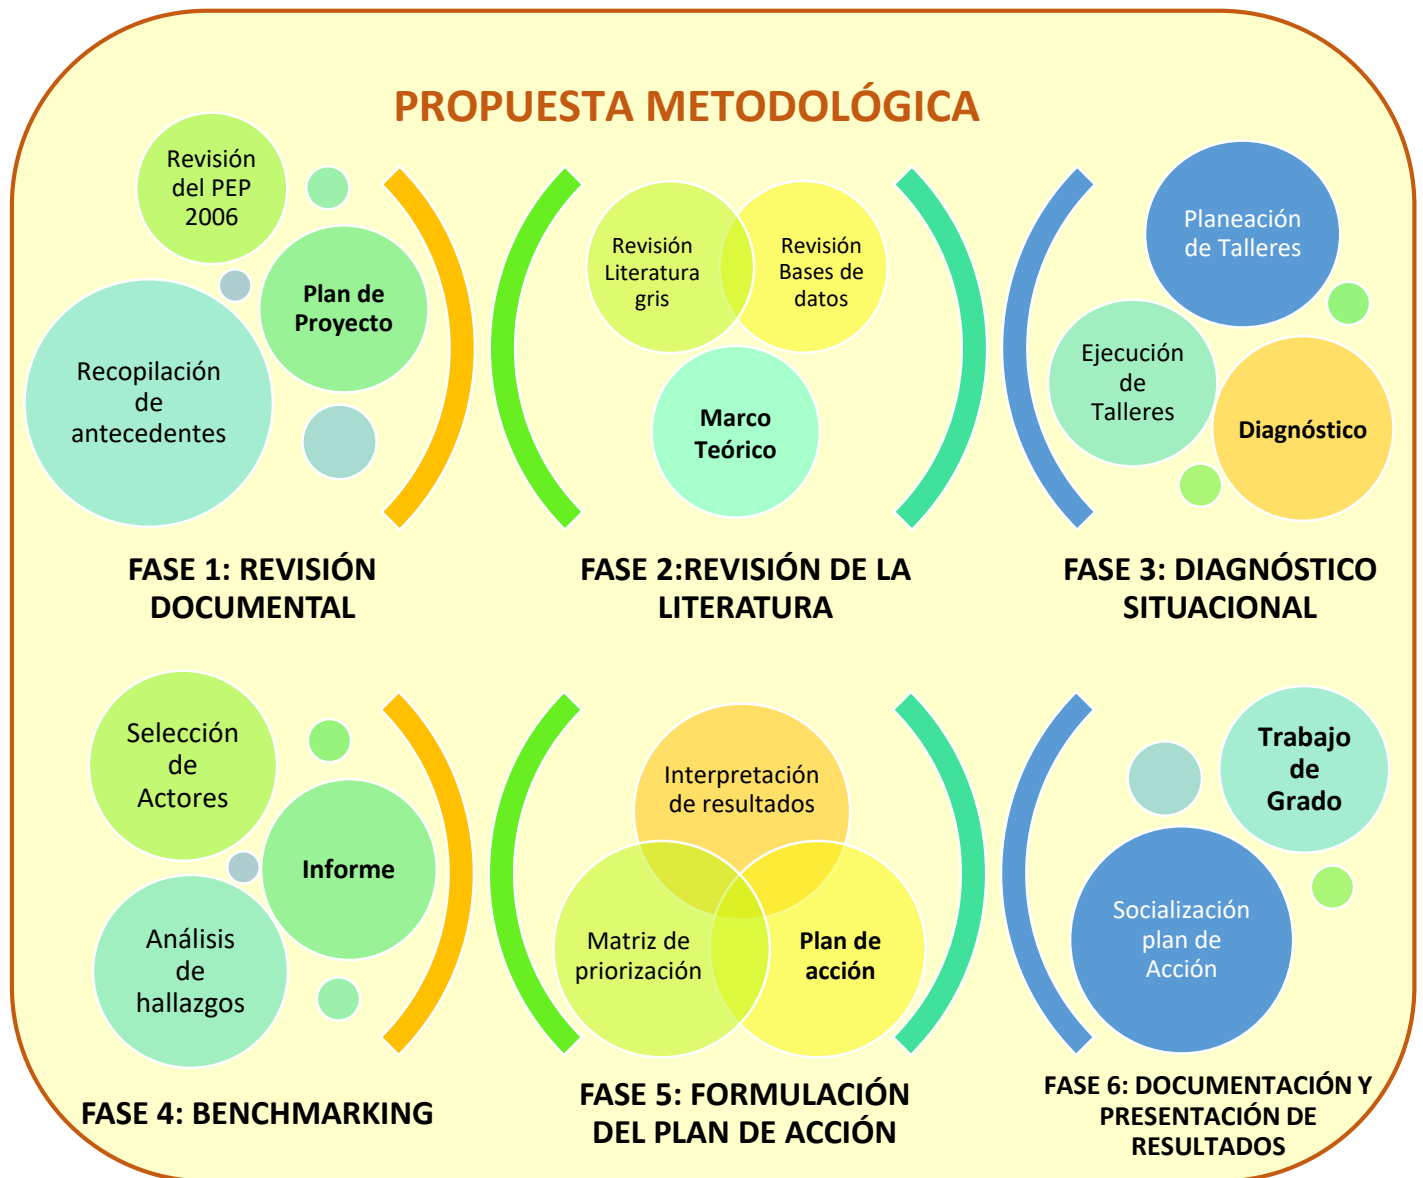 PROPUESTA METODOLÓGICA
Revisión
del PEP
2006
Plan de
Proyecto
Recopilación
de
antecedentes
FASE 1: REVISIÓN
DOCUMENTAL
Revisión
Literatura
gris
Revisión
Bases de
datos
Marco
Teórico
FASE 2:REVISIÓN DE LA
LITERATURA
Planeación
de Talleres
Ejecución
de
Talleres
Diagnóstico
FASE 3: DIAGNÓSTICO
SITUACIONAL
Selección
de
Actores
Informe
Análisis
de
hallazgos
FASE 4: BENCHMARKING
Interpretación
de resultados
Matriz de
priorización
Plan de
acción
FASE 5: FORMULACIÓN
DEL PLAN DE ACCIÓN
Trabajo
de
Grado
Socialización
plan de
Acción
FASE 6: DOCUMENTACIÓN Y
PRESENTACIÓN DE
RESULTADOS